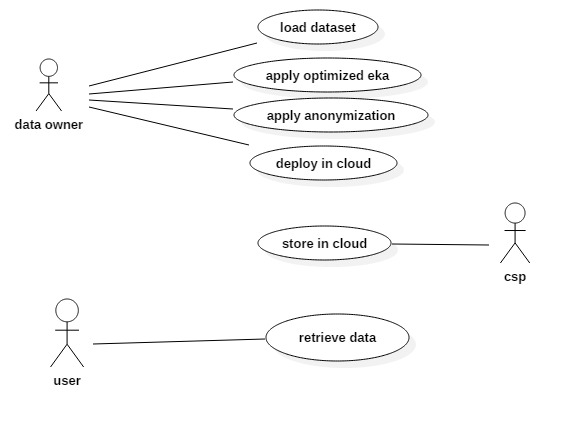 load dataset
apply optimized eka
data owner
apply anonymization
deploy in cloud
store in cloud
csp
retrieve data
user